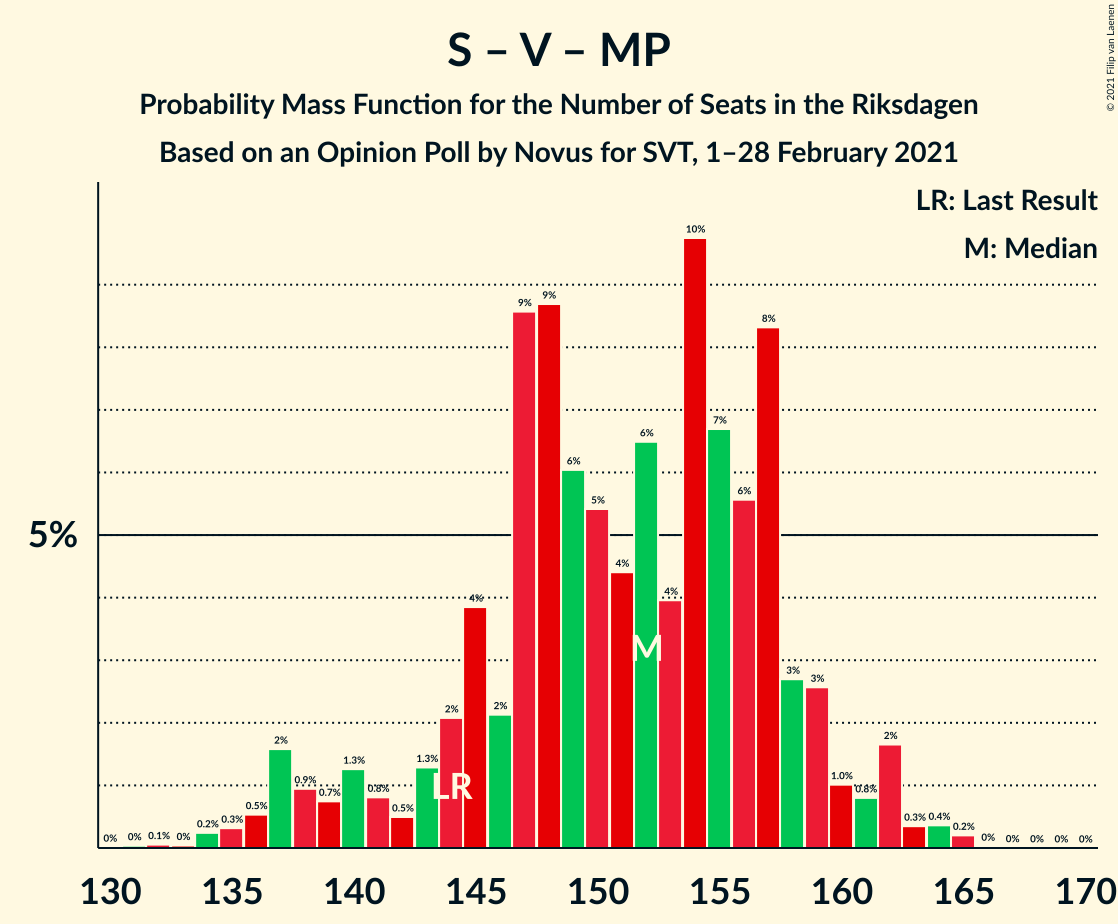 S – V – MP
Probability Mass Function for the Number of Seats in the Riksdagen
Based on an Opinion Poll by Novus for SVT, 1–28 February 2021
© 2021 Filip van Laenen
LR: Last Result
M: Median
5%
0% 0% 0.1% 0% 0.2% 0.3% 0.5% 2% 0.9% 0.7% 1.3% 0.8% 0.5% 1.3% 2% 4% 2% 9% 9% 6% 5% 4% 6% 4% 10% 7% 6% 8% 3% 3% 1.0% 0.8% 2% 0.3% 0.4% 0.2% 0% 0% 0% 0% 0%
LR
M
130 135 140 145 150 155 160 165 170